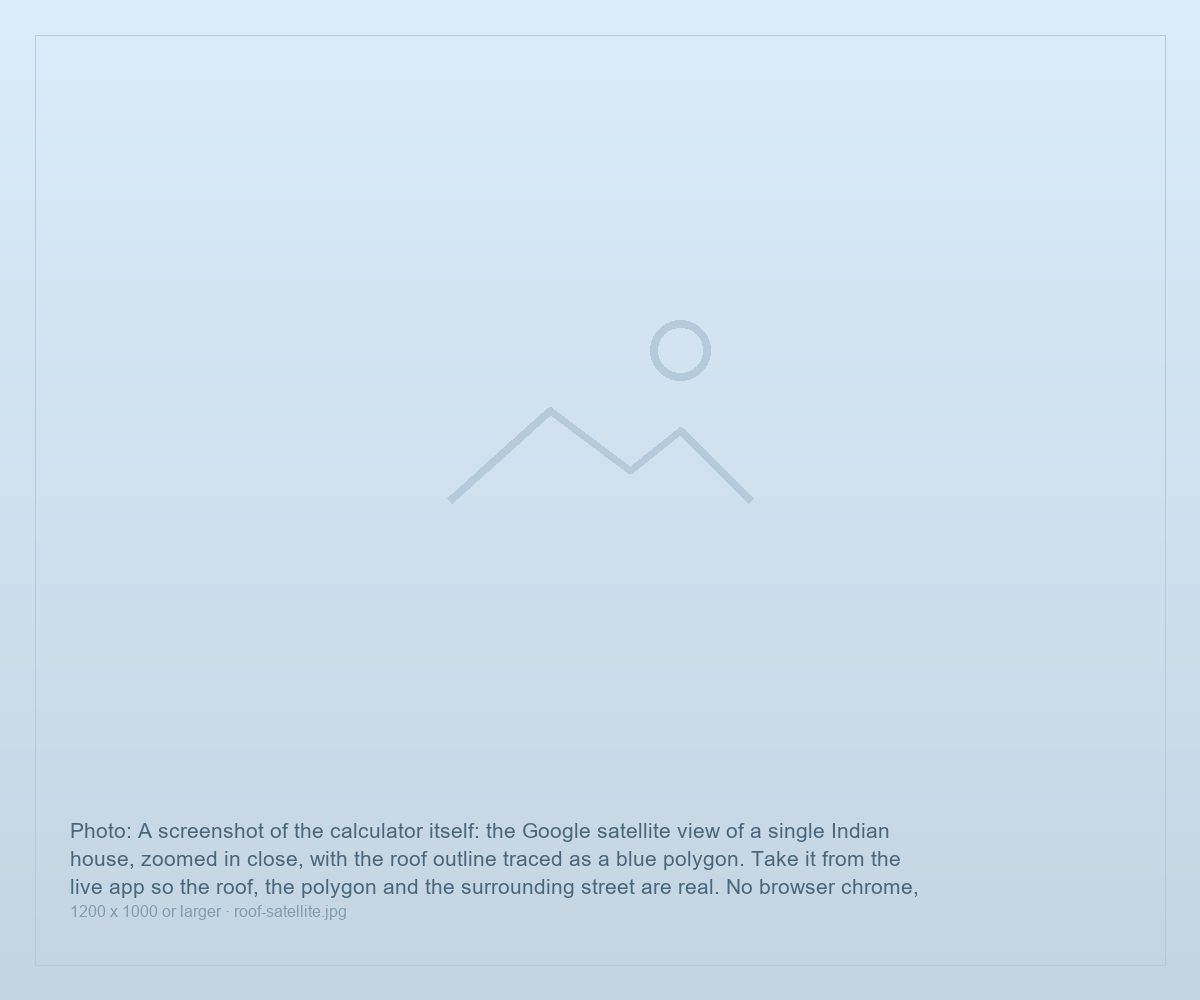 Photo: A screenshot of the calculator itself: the Google satellite view of a single Indian
house, zoomed in close, with the roof outline traced as a blue polygon. Take it from the
live app so the roof, the polygon and the surrounding street are real. No browser chrome,
1200 x 1000 or larger · roof-satellite.jpg